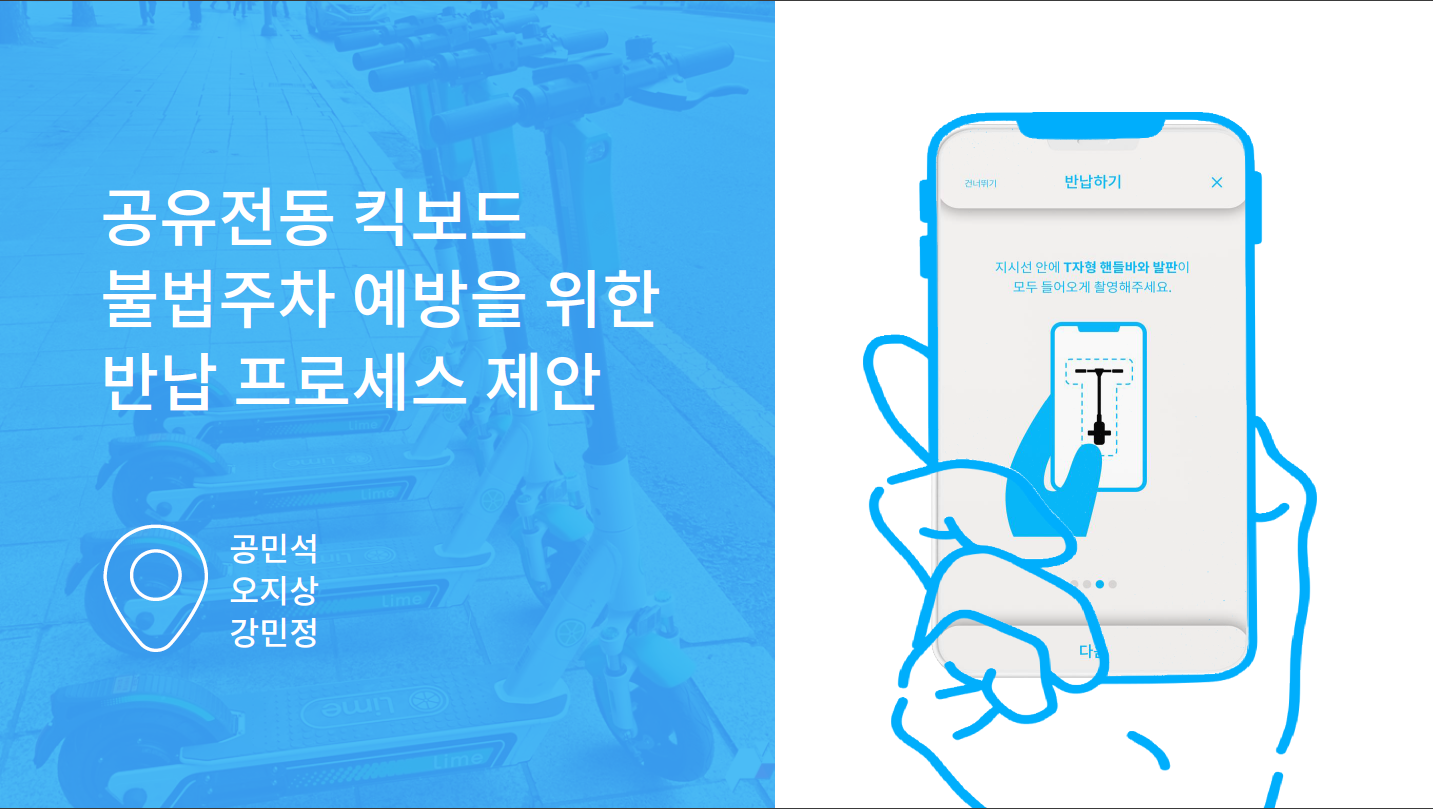 공유전동 킥보드
불법주차 예방을 위한
반납 프로세스 제안
공민석
오지상
강민정
Lime
Lime
Lime
Lime
Lime
Lime
건너뛰기
반납하기
지시선 안에 T자형 핸들바와 발판이
모두 들어오게 촬영해주세요.